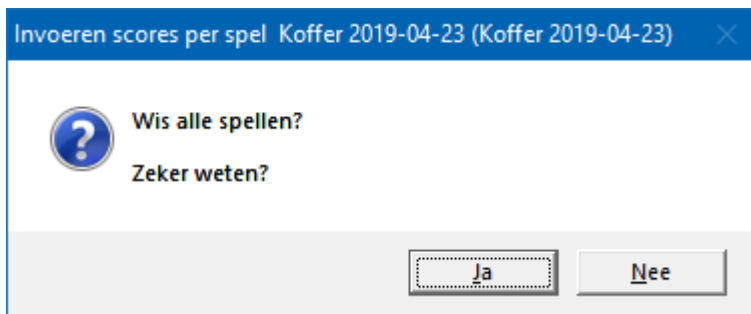 Invoeren scores per spel Koffer 2019-04-23 (Koffer 2019-04-23)
Wis alle spellen?
Zeker weten?
Ja
Nee